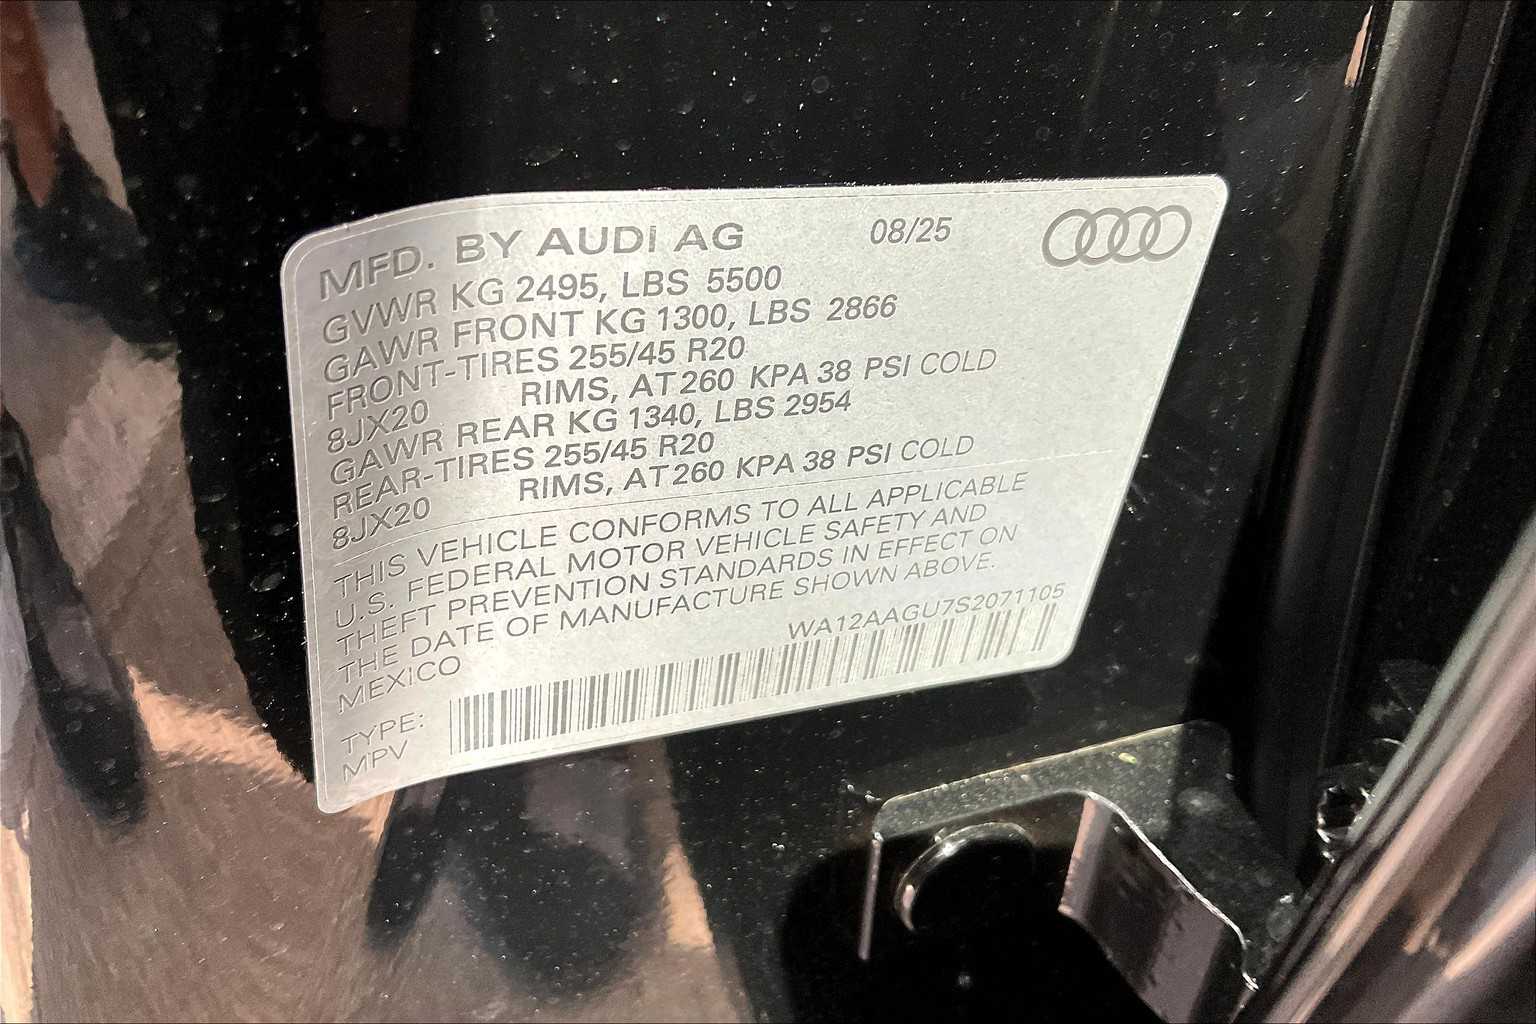 MFD. BY AUDI AG 08/25
GVWR KG 2495, LBS 5500
GAWR FRONT KG 1300, LBS 2866
FRONT-TIRES 255/45 R20
8JX20 RIMS, AT 260 KPA 38 PSI COLD
GAWR REAR KG 1340, LBS 2954
REAR-TIRES 255/45 R20
8JX20 RIMS, AT 260 KPA 38 PSI COLD
THIS VEHICLE CONFORMS TO ALL APPLICABLE
U.S. FEDERAL MOTOR VEHICLE SAFETY AND
THEFT PREVENTION STANDARDS IN EFFECT ON
THE DATE OF MANUFACTURE SHOWN ABOVE.
MEXICO WA12AAGU7S2071105
TYPE:
MPV